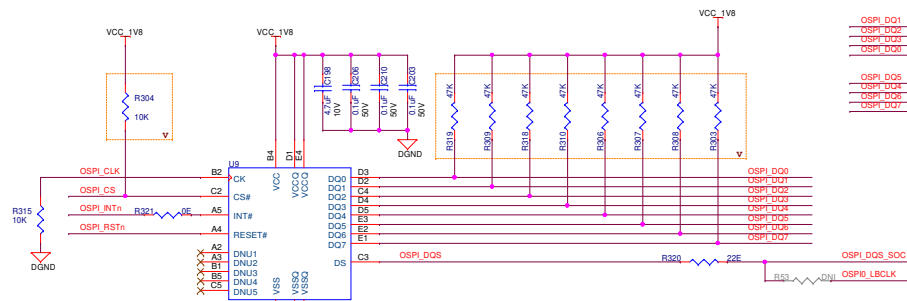 VCC_1V8
VCC_1V8
VCC_1V8
OSPI_DQ1
OSPI_DQ2
OSPI_DQ3
OSPI_DQ0
OSPI_DQ5
OSPI_DQ4
OSPI_DQ6
OSPI_DQ7
R304
10K
v
C198
4.7uF
10V
C206
0.1uF
50V
C210
0.1uF
50V
C203
0.1uF
50V
DGND
47K
R319
47K
R309
47K
R318
47K
R310
47K
R306
47K
R307
47K
R308
47K
R303
v
U9
B4
D1
E4
VCC
VCCQ
VCCQ
OSPI_CLK
B2
CK
OSPI_CS
C2
CS#
OSPI_INTn
R321
0E
A5
INT#
OSPI_RSTn
A4
RESET#
R315
10K
DGND
A2
DNU1
A3
DNU2
B1
DNU3
B5
DNU4
C5
DNU5
VSS
VSSQ
VSSQ
DQ0
D3
OSPI_DQ0
DQ1
D2
OSPI_DQ1
DQ2
C4
OSPI_DQ2
DQ3
D4
OSPI_DQ3
DQ4
D5
OSPI_DQ4
DQ5
E3
OSPI_DQ5
DQ6
E2
OSPI_DQ6
DQ7
E1
OSPI_DQ7
DS
C3
OSPI_DQS
R320
22E
OSPI_DQS_SOC
R53
DNI
OSPI0_LBCLK